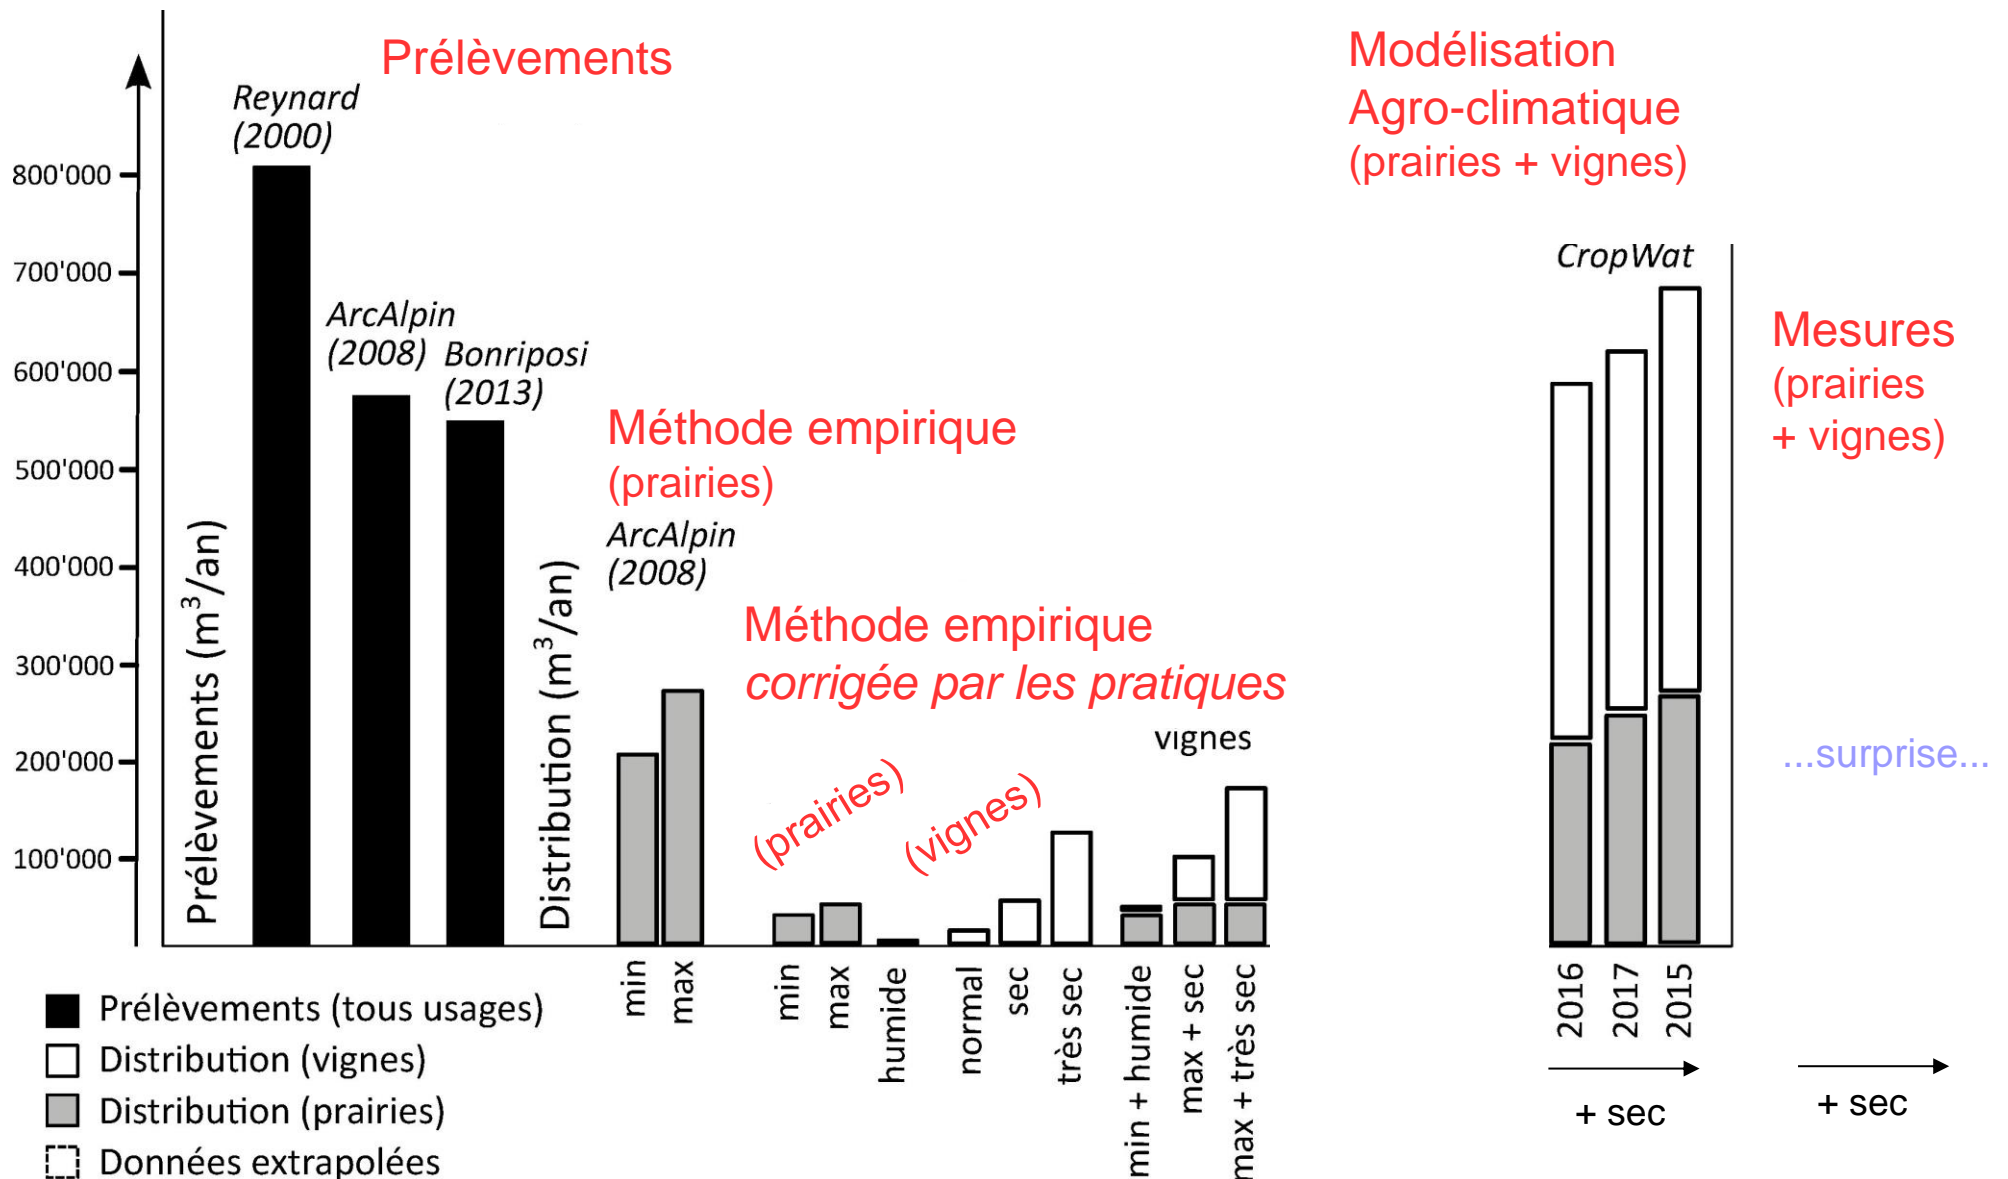 Prélèvements
Modélisation
Agro-climatique
(prairies + vignes)
Reynard
(2000)
800'000
700'000
600'000
500'000
400'000
300'000
200'000
100'000
ArcAlpin
(2008)
Bonriposi
(2013)
CropWat
Mesures
(prairies
+ vignes)
Méthode empirique
(prairies)
ArcAlpin
(2008)
Méthode empirique
corrigée par les pratiques
vignes
(prairies)
(vignes)
...surprise...
Prélèvements (m³/an)
Distribution (m³/an)
min
max
min
max
humide
normal
sec
très sec
min + humide
max + sec
max + très sec
2016
2017
2015
+ sec
+ sec
Prélèvements (tous usages)
Distribution (vignes)
Distribution (prairies)
Données extrapolées